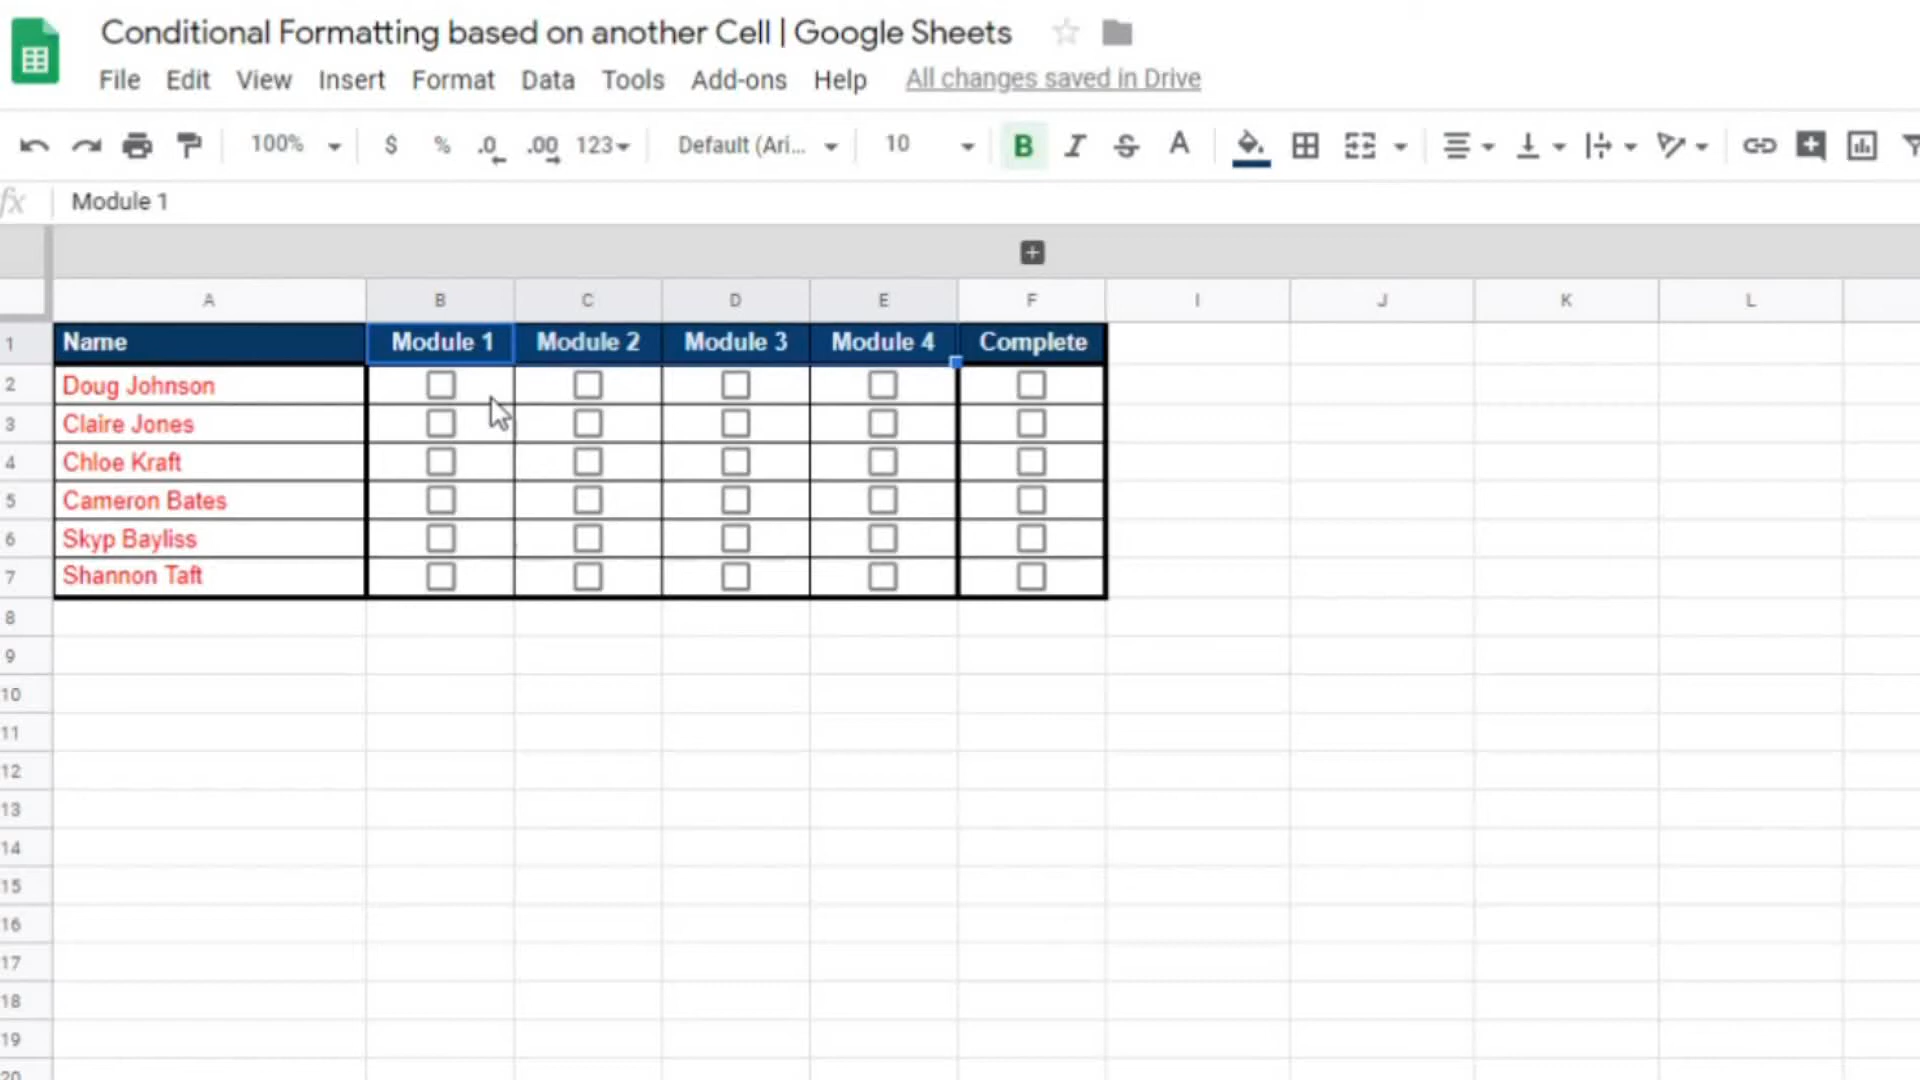 Conditional Formatting based on another Cell | Google Sheets
File Edit View Insert Format Data Tools Add-ons Help All changes saved in Drive
100% $ % .0 .00 123 Default (Ari... 10 B I S A
fx Module 1
A B C D E F I J K L
1 Name Module 1 Module 2 Module 3 Module 4 Complete
2 Doug Johnson
3 Claire Jones
4 Chloe Kraft
5 Cameron Bates
6 Skyp Bayliss
7 Shannon Taft
8
9
10
11
12
13
14
15
16
17
18
19
20